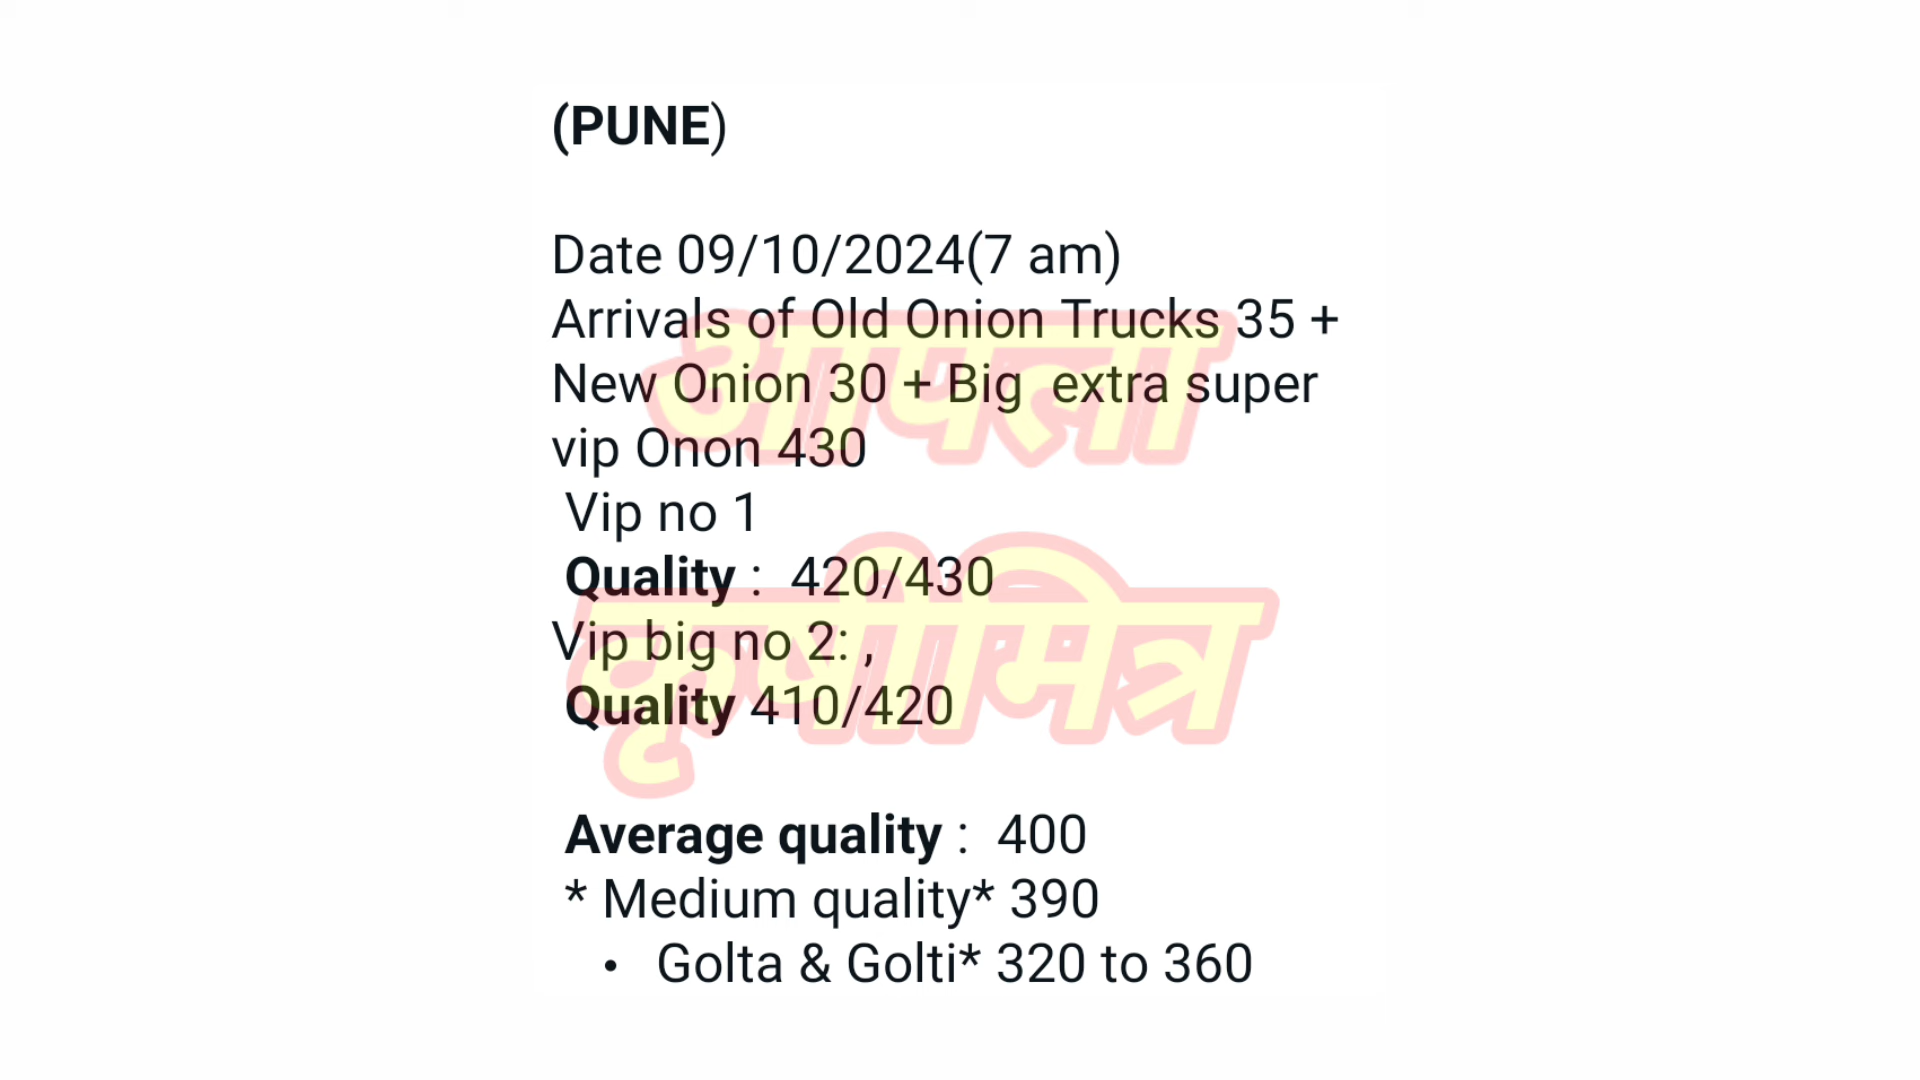 (PUNE)
Date 09/10/2024(7 am)
Arrivals of Old Onion Trucks 35 +
New Onion 30 + Big  extra super
vip Onon 430
Vip no 1
Quality :  420/430
Vip big no 2: ,
Quality 410/420
Average quality :  400
* Medium quality* 390
• Golta & Golti* 320 to 360
आपला
कृषीमित्र